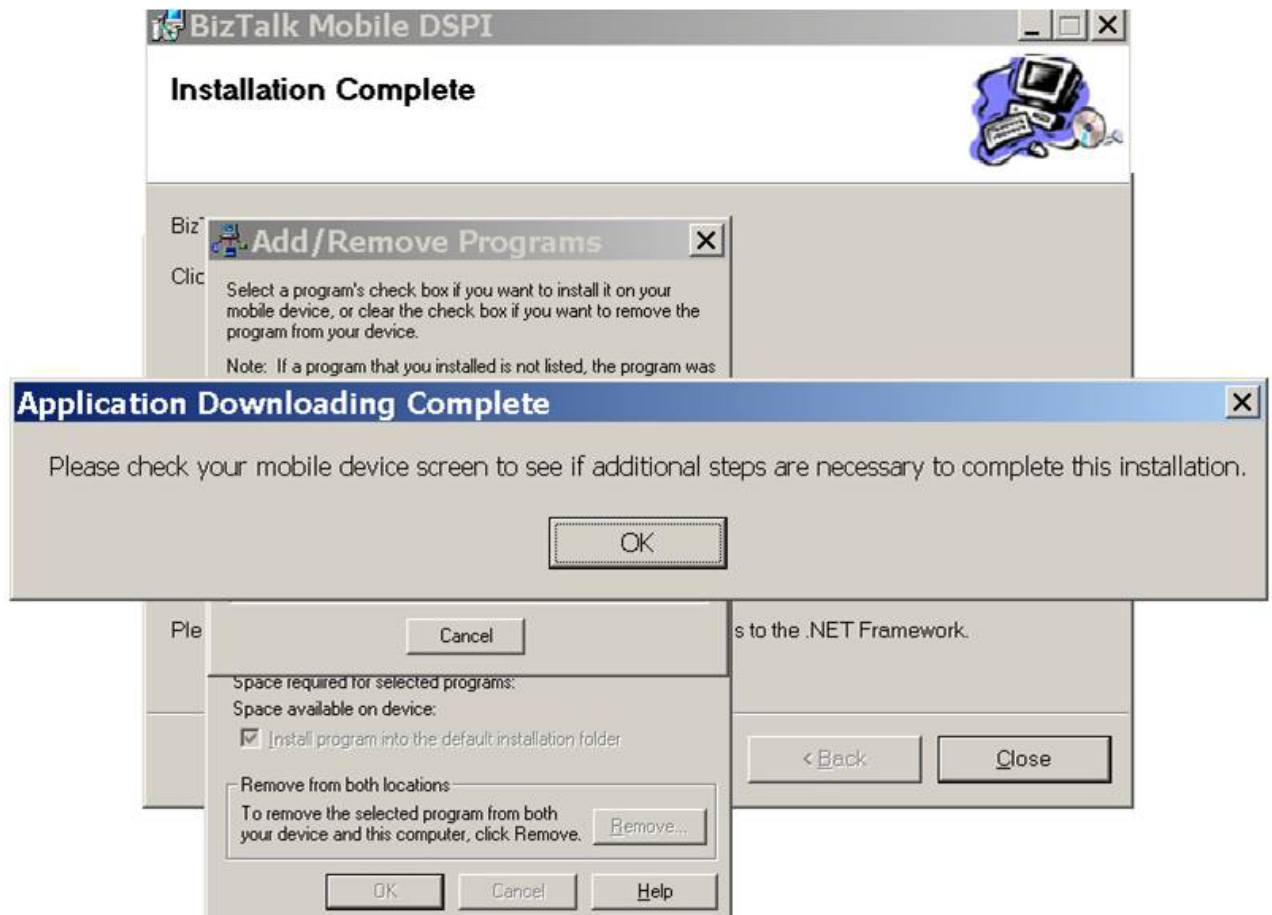 BizTalk Mobile DSPI
Installation Complete
Biz
Clic
Add/Remove Programs
Select a program's check box if you want to install it on your
mobile device, or clear the check box if you want to remove the
program from your device.
Note: If a program that you installed is not listed, the program was
Application Downloading Complete
Please check your mobile device screen to see if additional steps are necessary to complete this installation.
OK
Ple
Cancel
s to the .NET Framework.
Space required for selected programs:
Space available on device:
Install program into the default installation folder
< Back
Close
Remove from both locations
To remove the selected program from both
your device and this computer, click Remove.
Remove...
OK
Cancel
Help